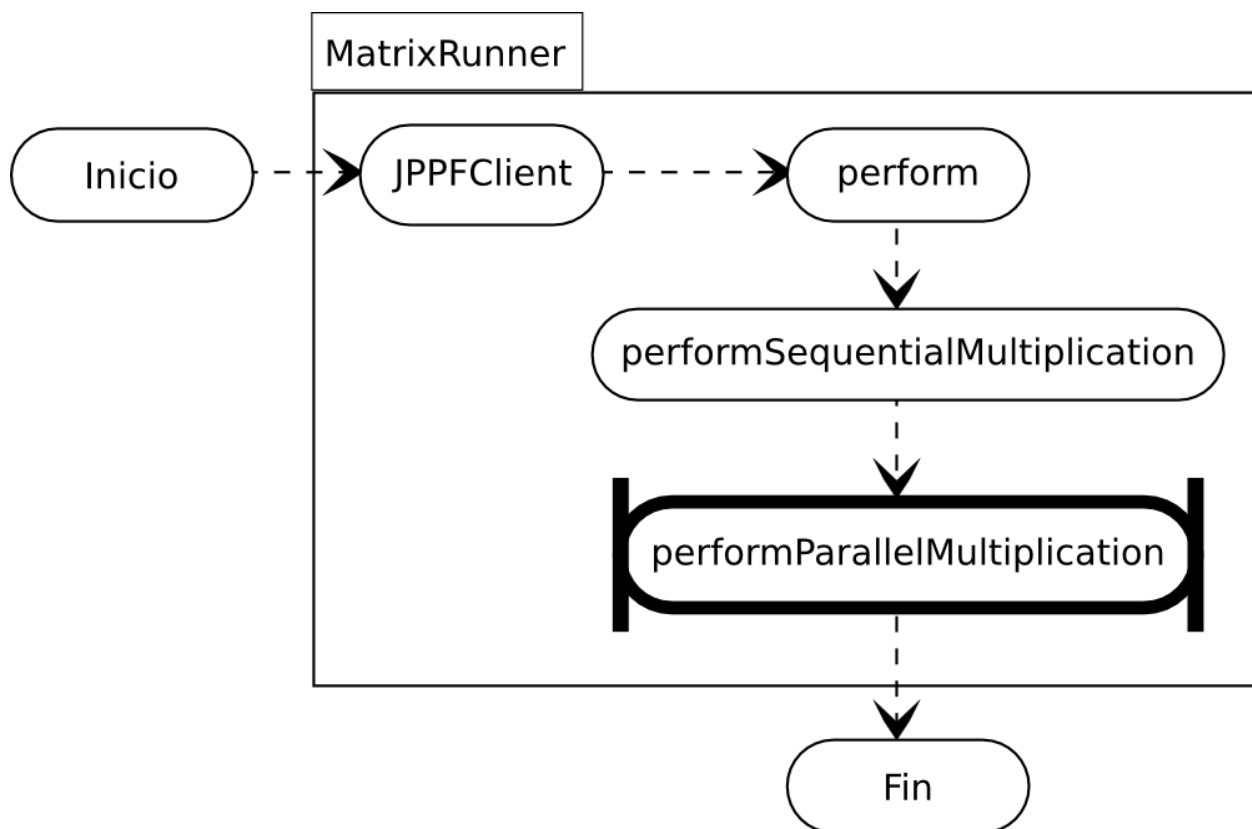 MatrixRunner
Inicio
JPPFClient
perform
performSequentialMultiplication
performParallelMultiplication
Fin